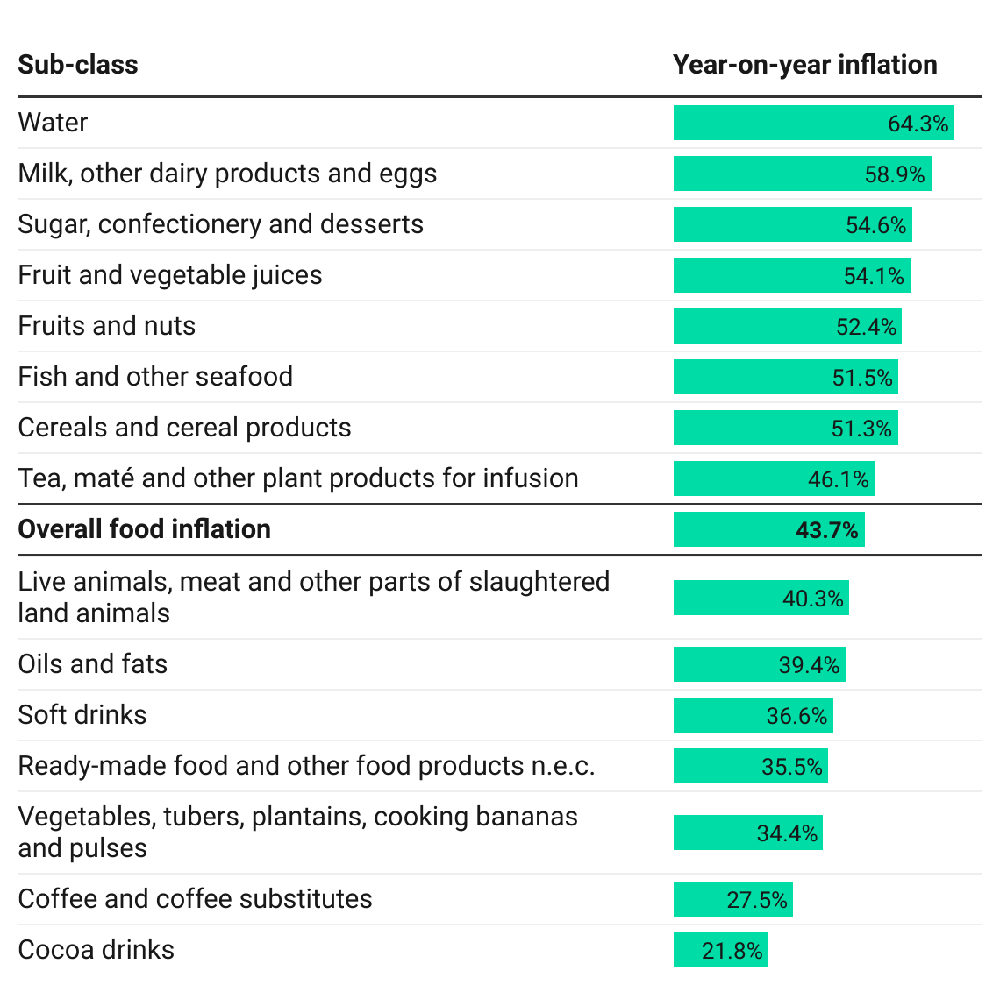 Sub-class Year-on-year inflation
Water 64.3%
Milk, other dairy products and eggs 58.9%
Sugar, confectionery and desserts 54.6%
Fruit and vegetable juices 54.1%
Fruits and nuts 52.4%
Fish and other seafood 51.5%
Cereals and cereal products 51.3%
Tea, maté and other plant products for infusion 46.1%
Overall food inflation 43.7%
Live animals, meat and other parts of slaughtered
land animals 40.3%
Oils and fats 39.4%
Soft drinks 36.6%
Ready-made food and other food products n.e.c. 35.5%
Vegetables, tubers, plantains, cooking bananas
and pulses 34.4%
Coffee and coffee substitutes 27.5%
Cocoa drinks 21.8%